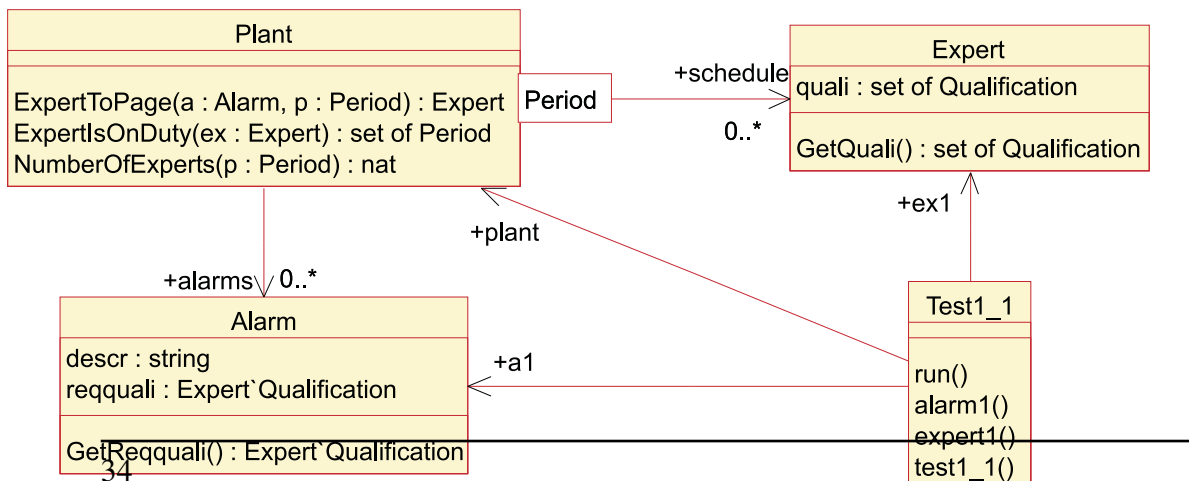 Plant
ExpertToPage(a : Alarm, p : Period) : Expert
ExpertIsOnDuty(ex : Expert) : set of Period
NumberOfExperts(p : Period) : nat
Period
+schedule
0..*
Expert
quali : set of Qualification
GetQuali() : set of Qualification
+ex1
+plant
+alarms
0..*
Alarm
descr : string
reqquali : Expert`Qualification
GetReqquali() : Expert`Qualification
+a1
Test1_1
run()
alarm1()
expert1()
test1_1()
34